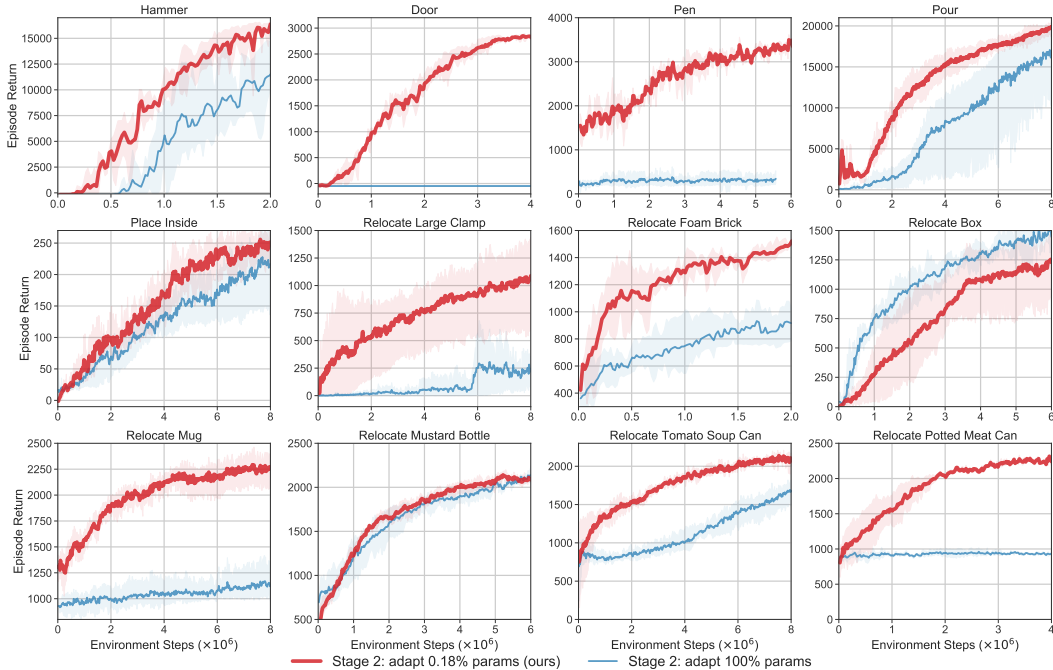 Hammer Door Pen Pour
Episode Return
15000 12500 10000 7500 5000 2500 0
0.0 0.5 1.0 1.5 2.0
3000 2500 2000 1500 1000 500 0
0 1 2 3 4
4000 3000 2000 1000 0
0 1 2 3 4 5 6
20000 15000 10000 5000 0
0 2 4 6 8
Place Inside Relocate Large Clamp Relocate Foam Brick Relocate Box
Episode Return
250 200 150 100 50 0
0 2 4 6 8
1500 1250 1000 750 500 250 0
0 2 4 6 8
1600 1400 1200 1000 800 600 400
0.0 0.5 1.0 1.5 2.0
1500 1250 1000 750 500 250 0
0 1 2 3 4 5 6
Relocate Mug Relocate Mustard Bottle Relocate Tomato Soup Can Relocate Potted Meat Can
Episode Return
2500 2250 2000 1750 1500 1250 1000
0 2 4 6 8
2500 2000 1500 1000 500
0 1 2 3 4 5 6
2000 1500 1000 500 0
0 2 4 6 8
2500 2000 1500 1000 500 0
0 1 2 3 4
Environment Steps (×10⁶) Environment Steps (×10⁶) Environment Steps (×10⁶) Environment Steps (×10⁶)
Stage 2: adapt 0.18% params (ours) Stage 2: adapt 100% params